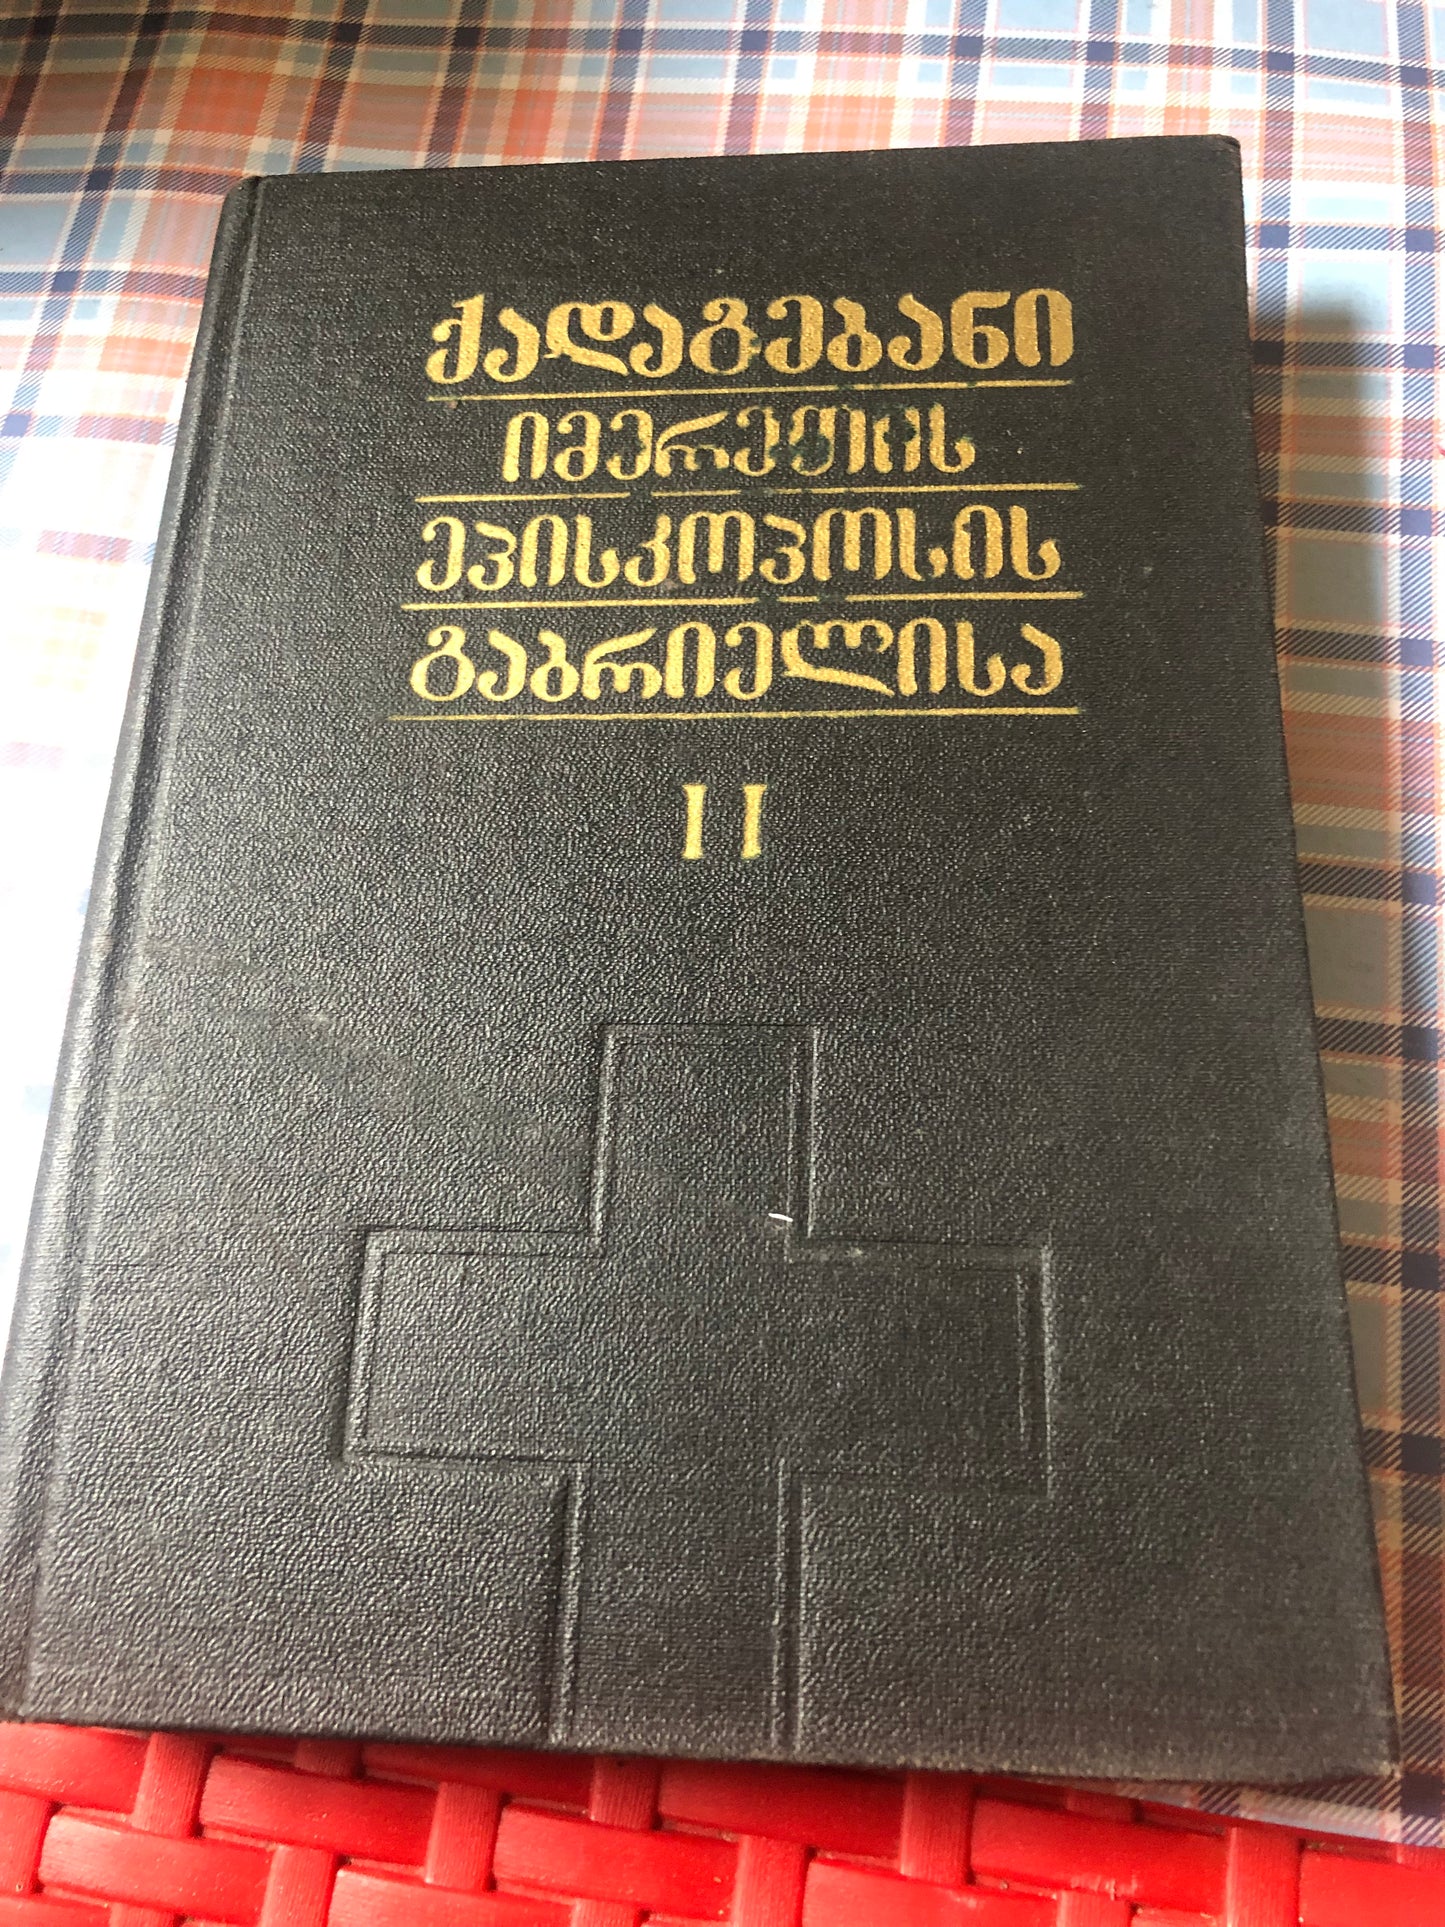 ქადაგებანი
იმერეთის
ეპისკოპოსის
გაბრიელისა
II